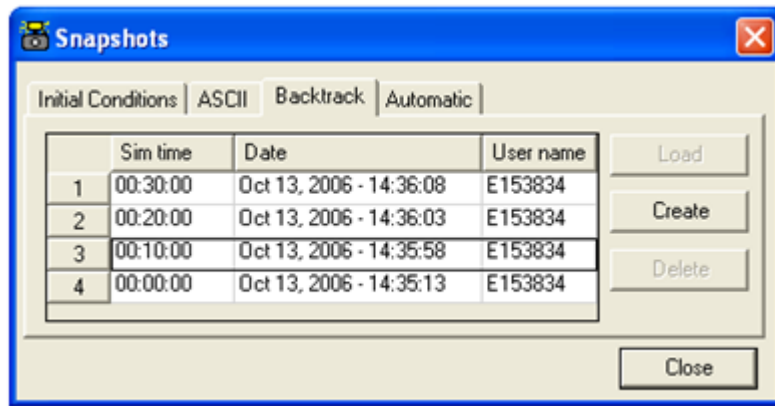 Snapshots
Initial Conditions ASCII Backtrack Automatic
Sim time Date User name
1 00:30:00 Oct 13, 2006 - 14:36:08 E153834
2 00:20:00 Oct 13, 2006 - 14:36:03 E153834
3 00:10:00 Oct 13, 2006 - 14:35:58 E153834
4 00:00:00 Oct 13, 2006 - 14:35:13 E153834
Load
Create
Delete
Close